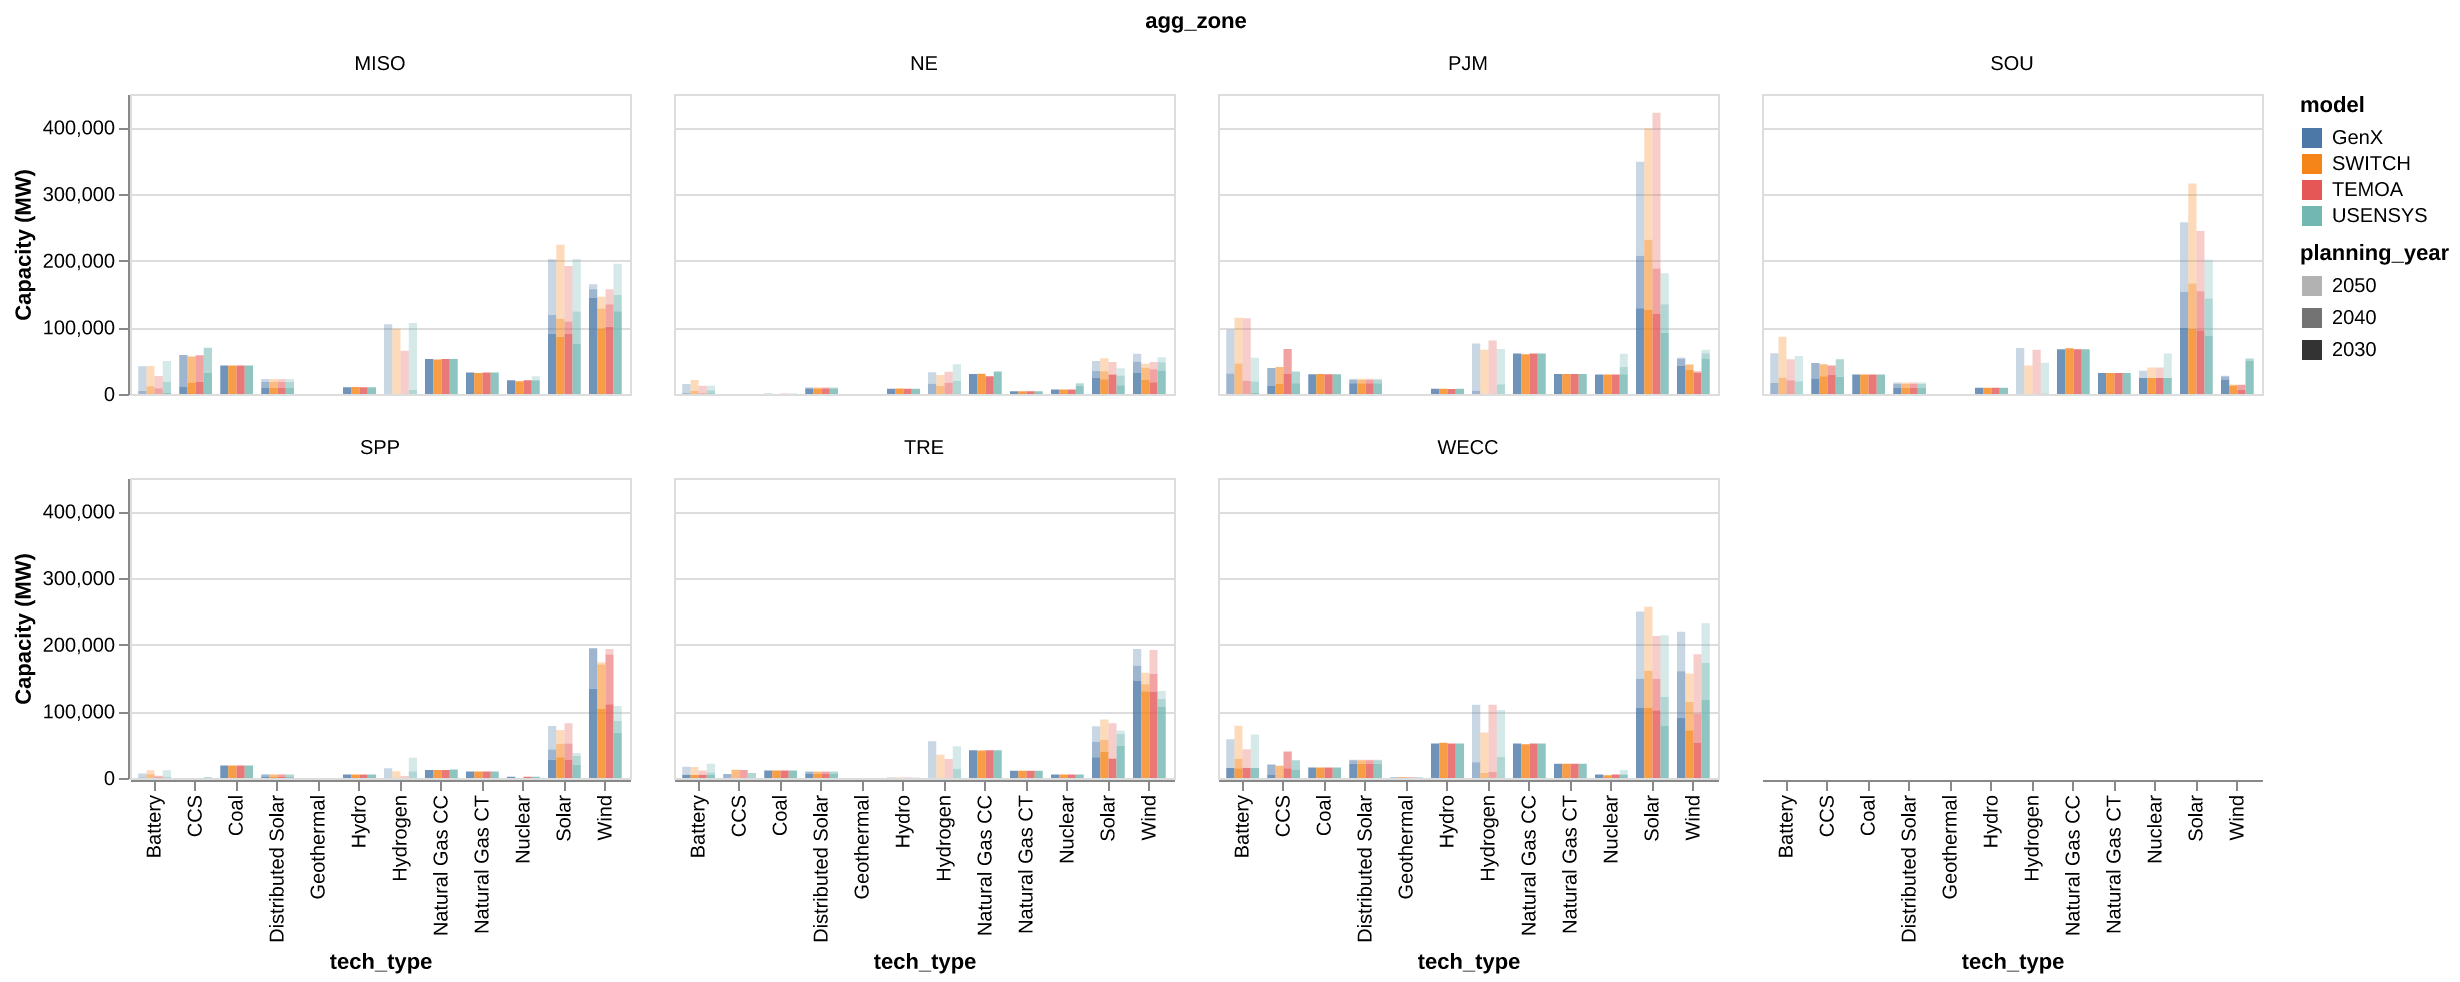 agg_zone
MISO
NE
PJM
SOU
Capacity (MW)
400,000
300,000
200,000
100,000
0
model
GenX
SWITCH
TEMOA
USENSYS
planning_year
2050
2040
2030
SPP
TRE
WECC
Capacity (MW)
400,000
300,000
200,000
100,000
0
Battery
CCS
Coal
Distributed Solar
Geothermal
Hydro
Hydrogen
Natural Gas CC
Natural Gas CT
Nuclear
Solar
Wind
Battery
CCS
Coal
Distributed Solar
Geothermal
Hydro
Hydrogen
Natural Gas CC
Natural Gas CT
Nuclear
Solar
Wind
Battery
CCS
Coal
Distributed Solar
Geothermal
Hydro
Hydrogen
Natural Gas CC
Natural Gas CT
Nuclear
Solar
Wind
Battery
CCS
Coal
Distributed Solar
Geothermal
Hydro
Hydrogen
Natural Gas CC
Natural Gas CT
Nuclear
Solar
Wind
tech_type
tech_type
tech_type
tech_type